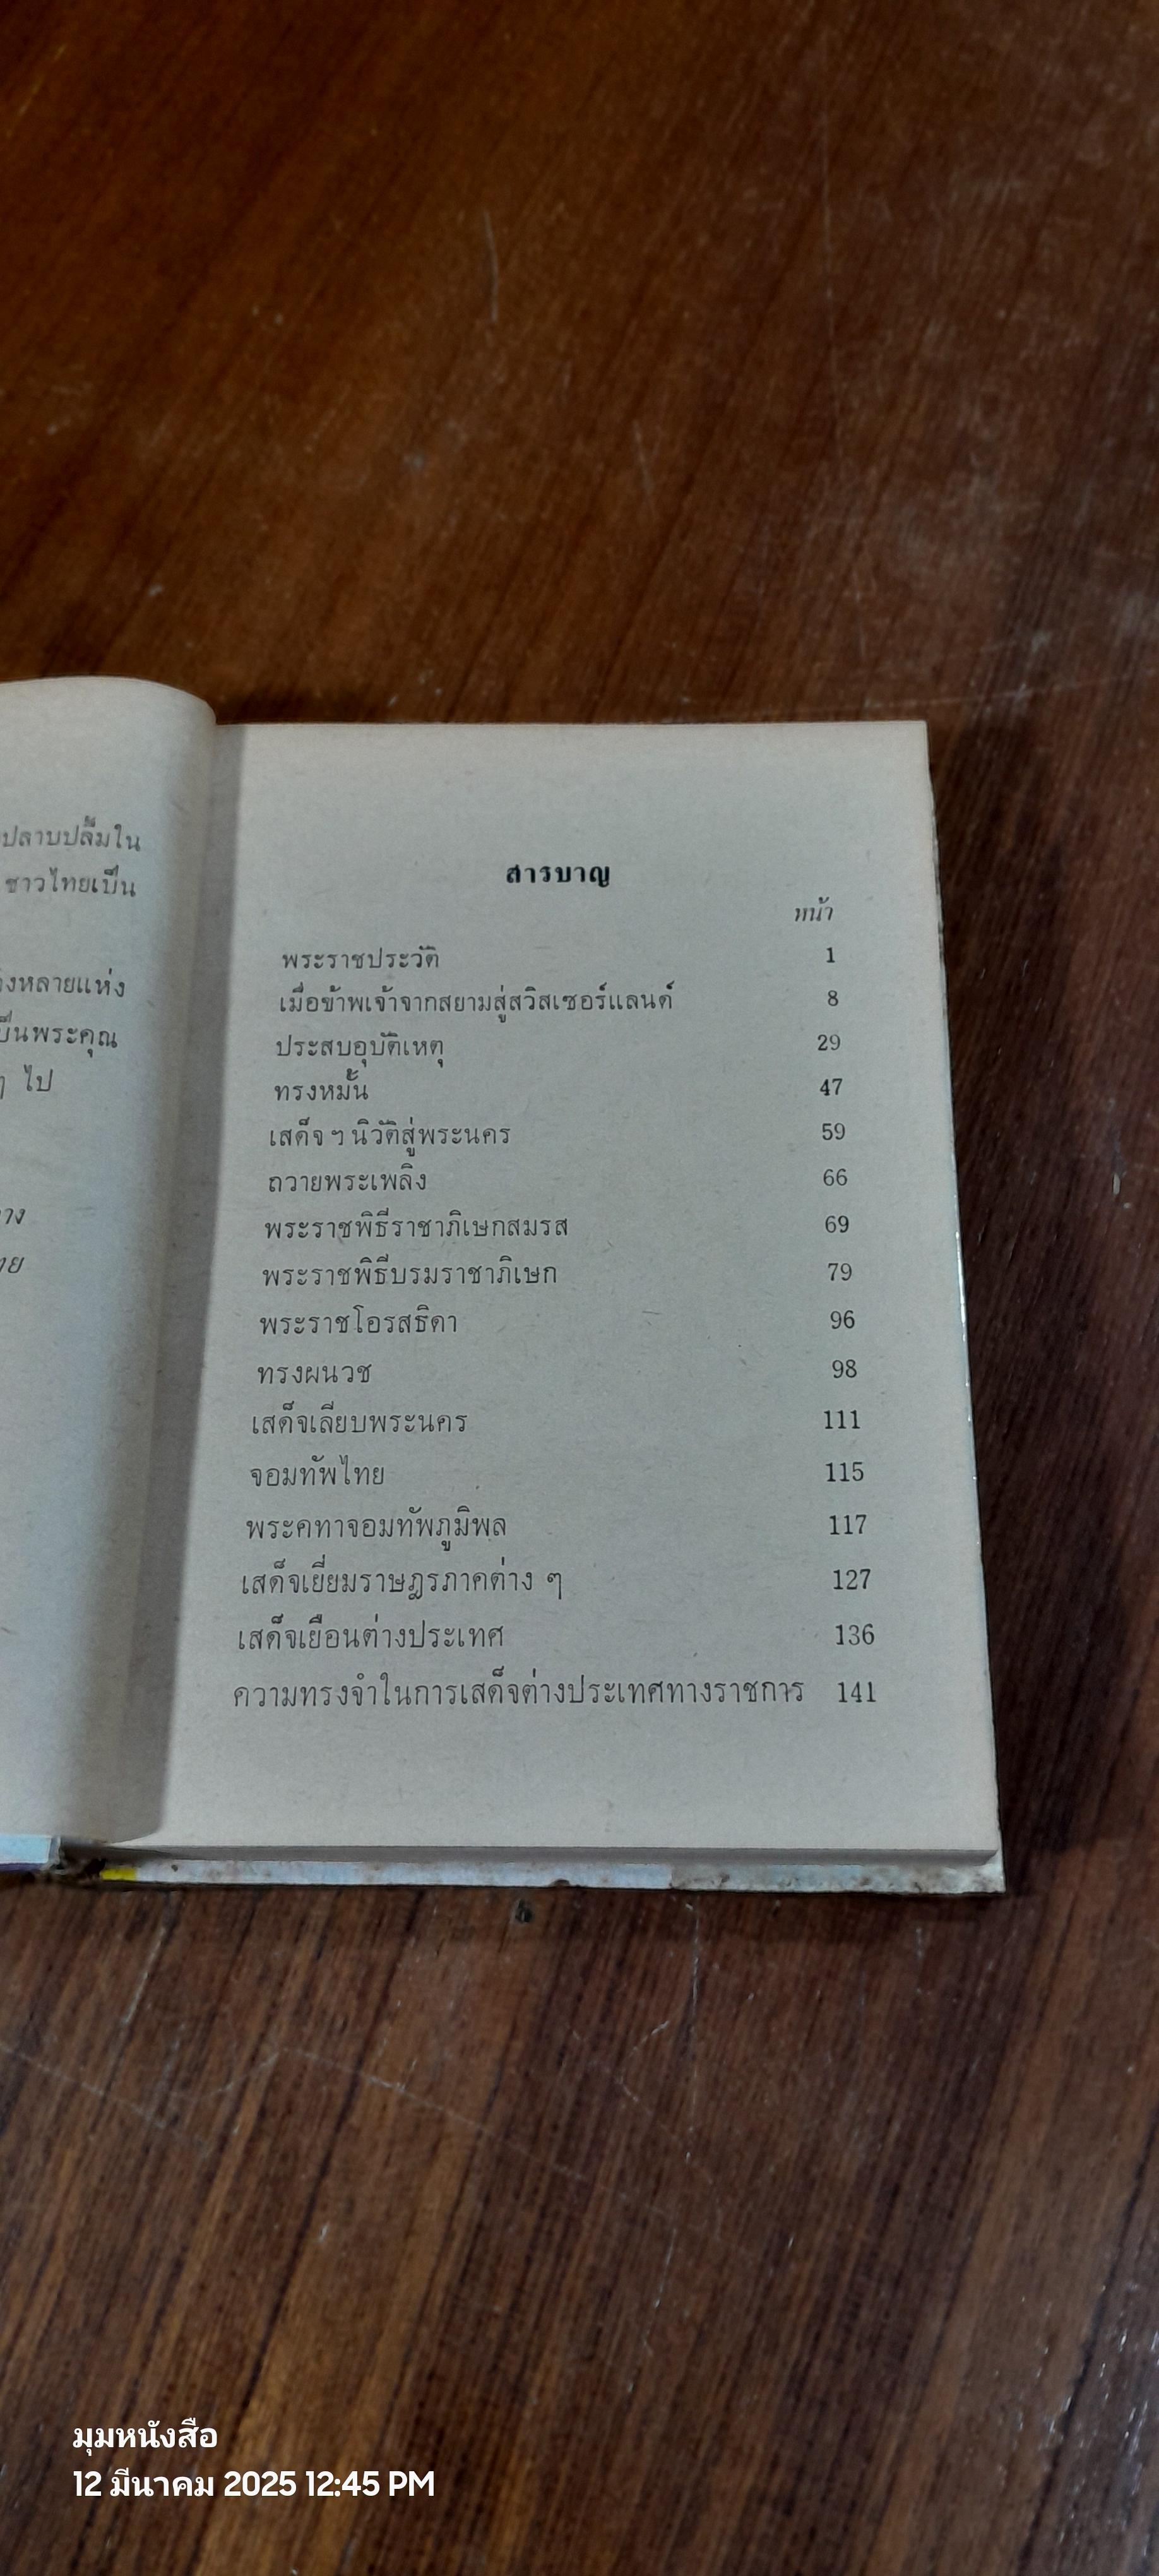 ปลาบปลื้มใน
ชาวไทยเป็น
หลายแห่ง
เป็นพระคุณ
ๆ ไป
สารบาญ
หน้า
พระราชประวัติ 1
เมื่อข้าพเจ้าจากสยามสู่สวิสเซอร์แลนด์ 8
ประสบอุบัติเหตุ 29
ทรงหมั้น 47
เสด็จ ฯ นิวัติสู่พระนคร 59
ถวายพระเพลิง 66
พระราชพิธีราชาภิเษกสมรส 69
พระราชพิธีบรมราชาภิเษก 79
พระราชโอรสธิดา 96
ทรงผนวช 98
เสด็จเลียบพระนคร 111
จอมทัพไทย 115
พระคทาจอมทัพภูมิพล 117
เสด็จเยี่ยมราษฎรภาคต่าง ๆ 127
เสด็จเยือนต่างประเทศ 136
ความทรงจำในการเสด็จต่างประเทศทางราชการ 141
มุมหนังสือ
12 มีนาคม 2025 12:45 PM